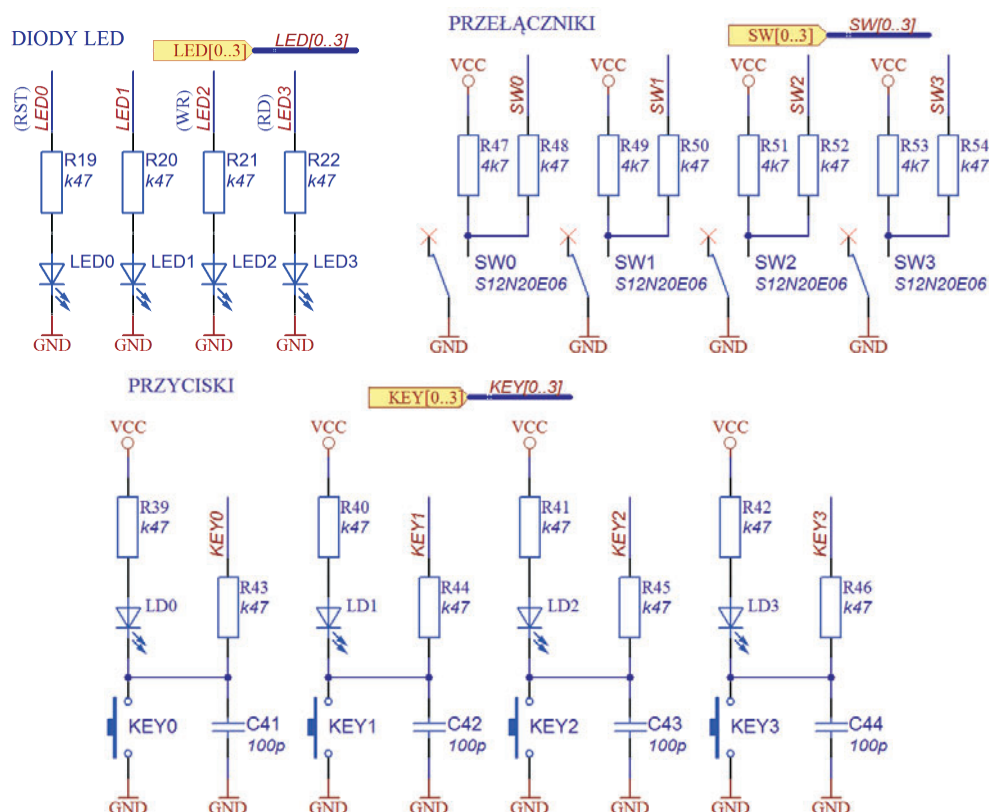 DIODY LED
LED[0..3] LED[0..3]
(RST) LED0 LED1 (WR) LED2 (RD) LED3
R19 R20 R21 R22
k47 k47 k47 k47
LED0 LED1 LED2 LED3
GND GND GND GND
PRZEŁĄCZNIKI
SW[0..3] SW[0..3]
VCC VCC VCC VCC
SW0 SW1 SW2 SW3
R47 R48 R49 R50 R51 R52 R53 R54
4k7 k47 4k7 k47 4k7 k47 4k7 k47
SW0 SW1 SW2 SW3
S12N20E06 S12N20E06 S12N20E06 S12N20E06
GND GND GND GND
PRZYCISKI
KEY[0..3] KEY[0..3]
VCC VCC VCC VCC
R39 R40 R41 R42
k47 k47 k47 k47
KEY0 KEY1 KEY2 KEY3
R43 R44 R45 R46
k47 k47 k47 k47
LD0 LD1 LD2 LD3
KEY0 C41 KEY1 C42 KEY2 C43 KEY3 C44
100p 100p 100p 100p
GND GND GND GND GND GND GND GND